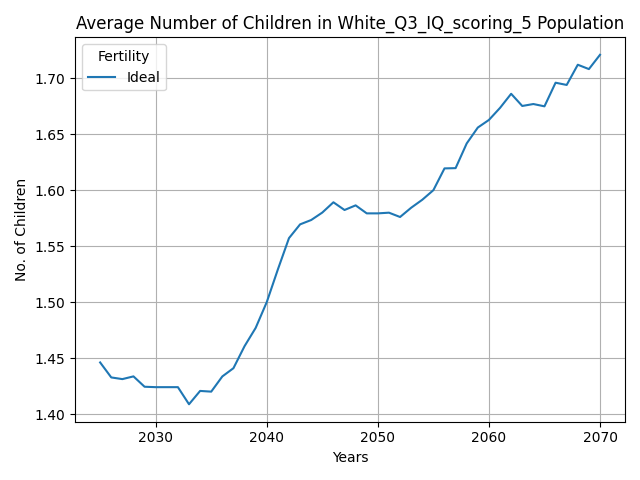 Average Number of Children in White_Q3_IQ_scoring_5 Population
Fertility
Ideal
No. of Children
1.70
1.65
1.60
1.55
1.50
1.45
1.40
2030 2040 2050 2060 2070
Years